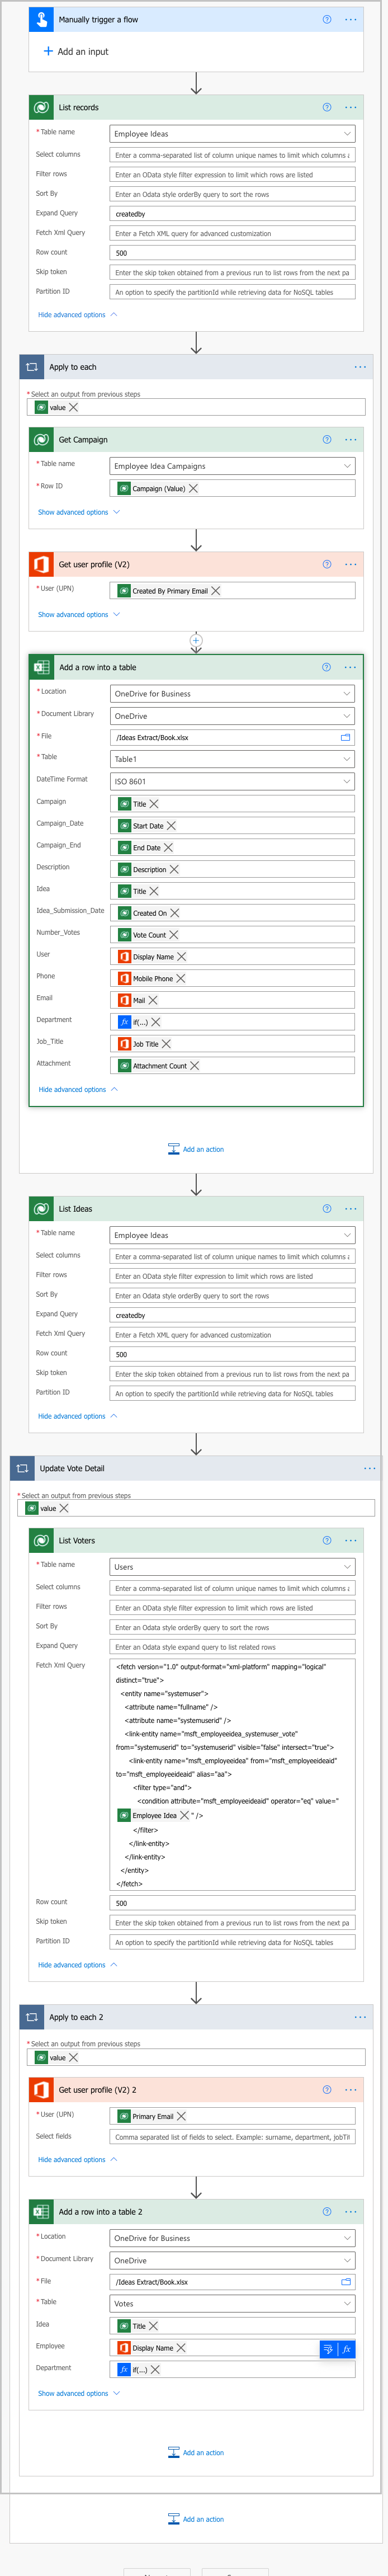 Manually trigger a flow
Add an input
List records
* Table name
Employee Ideas
Select columns
Enter a comma-separated list of column unique names to limit which columns a
Filter rows
Enter an OData style filter expression to limit which rows are listed
Sort By
Enter an Odata style orderBy query to sort the rows
Expand Query
createdby
Fetch Xml Query
Enter a Fetch XML query for advanced customization
Row count
500
Skip token
Enter the skip token obtained from a previous run to list rows from the next pa
Partition ID
An option to specify the partitionId while retrieving data for NoSQL tables
Hide advanced options
Apply to each
* Select an output from previous steps
value
Get Campaign
* Table name
Employee Idea Campaigns
* Row ID
Campaign (Value)
Show advanced options
Get user profile (V2)
* User (UPN)
Created By Primary Email
Show advanced options
Add a row into a table
* Location
OneDrive for Business
* Document Library
OneDrive
* File
/Ideas Extract/Book.xlsx
* Table
Table1
DateTime Format
ISO 8601
Campaign
Title
Campaign_Date
Start Date
Campaign_End
End Date
Description
Description
Idea
Title
Idea_Submission_Date
Created On
Number_Votes
Vote Count
User
Display Name
Phone
Mobile Phone
Email
Mail
Department
fx if(...)
Job_Title
Job Title
Attachment
Attachment Count
Hide advanced options
Add an action
List Ideas
* Table name
Employee Ideas
Select columns
Enter a comma-separated list of column unique names to limit which columns a
Filter rows
Enter an OData style filter expression to limit which rows are listed
Sort By
Enter an Odata style orderBy query to sort the rows
Expand Query
createdby
Fetch Xml Query
Enter a Fetch XML query for advanced customization
Row count
500
Skip token
Enter the skip token obtained from a previous run to list rows from the next pa
Partition ID
An option to specify the partitionId while retrieving data for NoSQL tables
Hide advanced options
Update Vote Detail
* Select an output from previous steps
value
List Voters
* Table name
Users
Select columns
Enter a comma-separated list of column unique names to limit which columns a
Filter rows
Enter an OData style filter expression to limit which rows are listed
Sort By
Enter an Odata style orderBy query to sort the rows
Expand Query
Enter an Odata style expand query to list related rows
Fetch Xml Query
<fetch version="1.0" output-format="xml-platform" mapping="logical"
distinct="true">
<entity name="systemuser">
<attribute name="fullname" />
<attribute name="systemuserid" />
<link-entity name="msft_employeeidea_systemuser_vote"
from="systemuserid" to="systemuserid" visible="false" intersect="true">
<link-entity name="msft_employeeidea" from="msft_employeeideaid"
to="msft_employeeideaid" alias="aa">
<filter type="and">
<condition attribute="msft_employeeideaid" operator="eq" value="
Employee Idea " />
</filter>
</link-entity>
</link-entity>
</entity>
</fetch>
Row count
500
Skip token
Enter the skip token obtained from a previous run to list rows from the next pa
Partition ID
An option to specify the partitionId while retrieving data for NoSQL tables
Hide advanced options
Apply to each 2
* Select an output from previous steps
value
Get user profile (V2) 2
* User (UPN)
Primary Email
Select fields
Comma separated list of fields to select. Example: surname, department, jobTit
Hide advanced options
Add a row into a table 2
* Location
OneDrive for Business
* Document Library
OneDrive
* File
/Ideas Extract/Book.xlsx
* Table
Votes
Idea
Title
Employee
Display Name
fx
Department
fx if(...)
Show advanced options
Add an action
Add an action